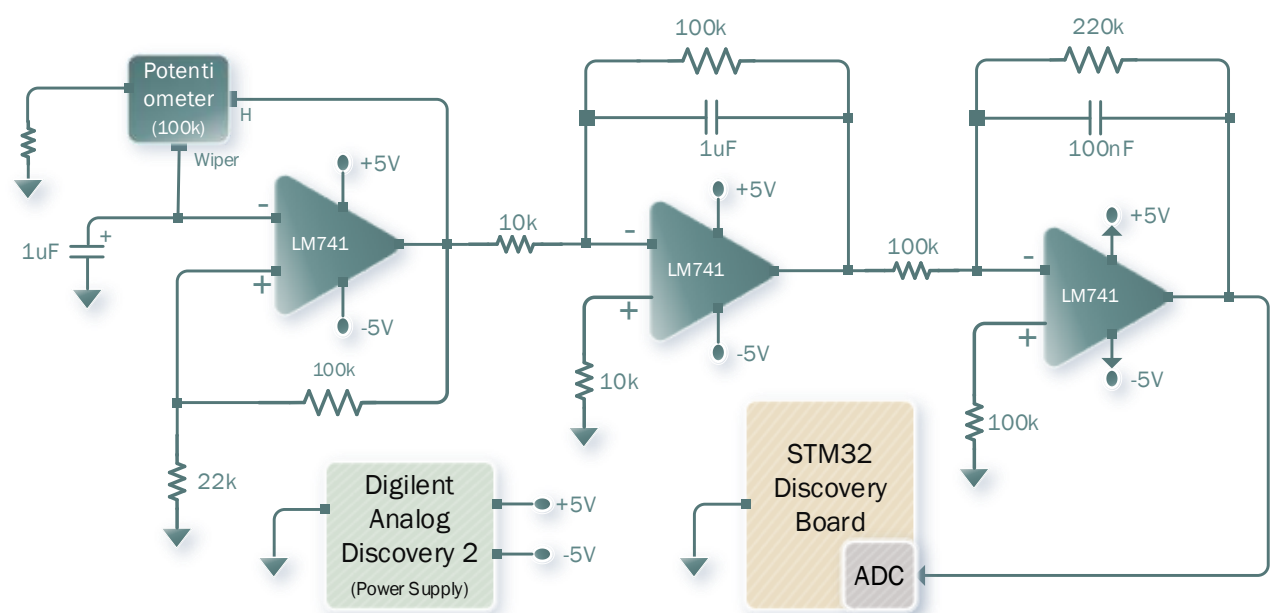 Potenti
ometer
(100k)
H
Wiper
+5V
-
LM741
+
-5V
1uF
+
100k
22k
10k
100k
1uF
+5V
-
LM741
+
-5V
10k
100k
220k
100nF
+5V
-
LM741
+
-5V
100k
Digilent
Analog
Discovery 2
(Power Supply)
+5V
-5V
STM32
Discovery
Board
ADC